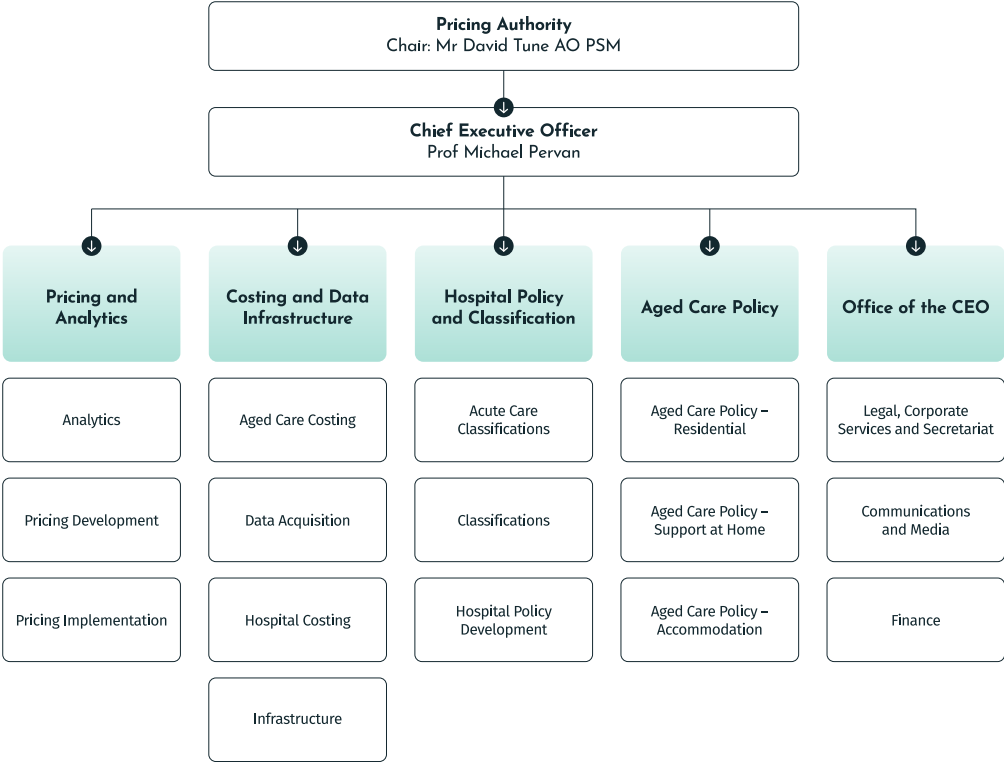 Pricing Authority
Chair: Mr David Tune AO PSM
Chief Executive Officer
Prof Michael Pervan
Pricing and
Analytics
Costing and Data
Infrastructure
Hospital Policy
and Classification
Aged Care Policy
Office of the CEO
Analytics
Aged Care Costing
Acute Care
Classifications
Aged Care Policy –
Residential
Legal, Corporate
Services and Secretariat
Pricing Development
Data Acquisition
Classifications
Aged Care Policy –
Support at Home
Communications
and Media
Pricing Implementation
Hospital Costing
Hospital Policy
Development
Aged Care Policy –
Accommodation
Finance
Infrastructure